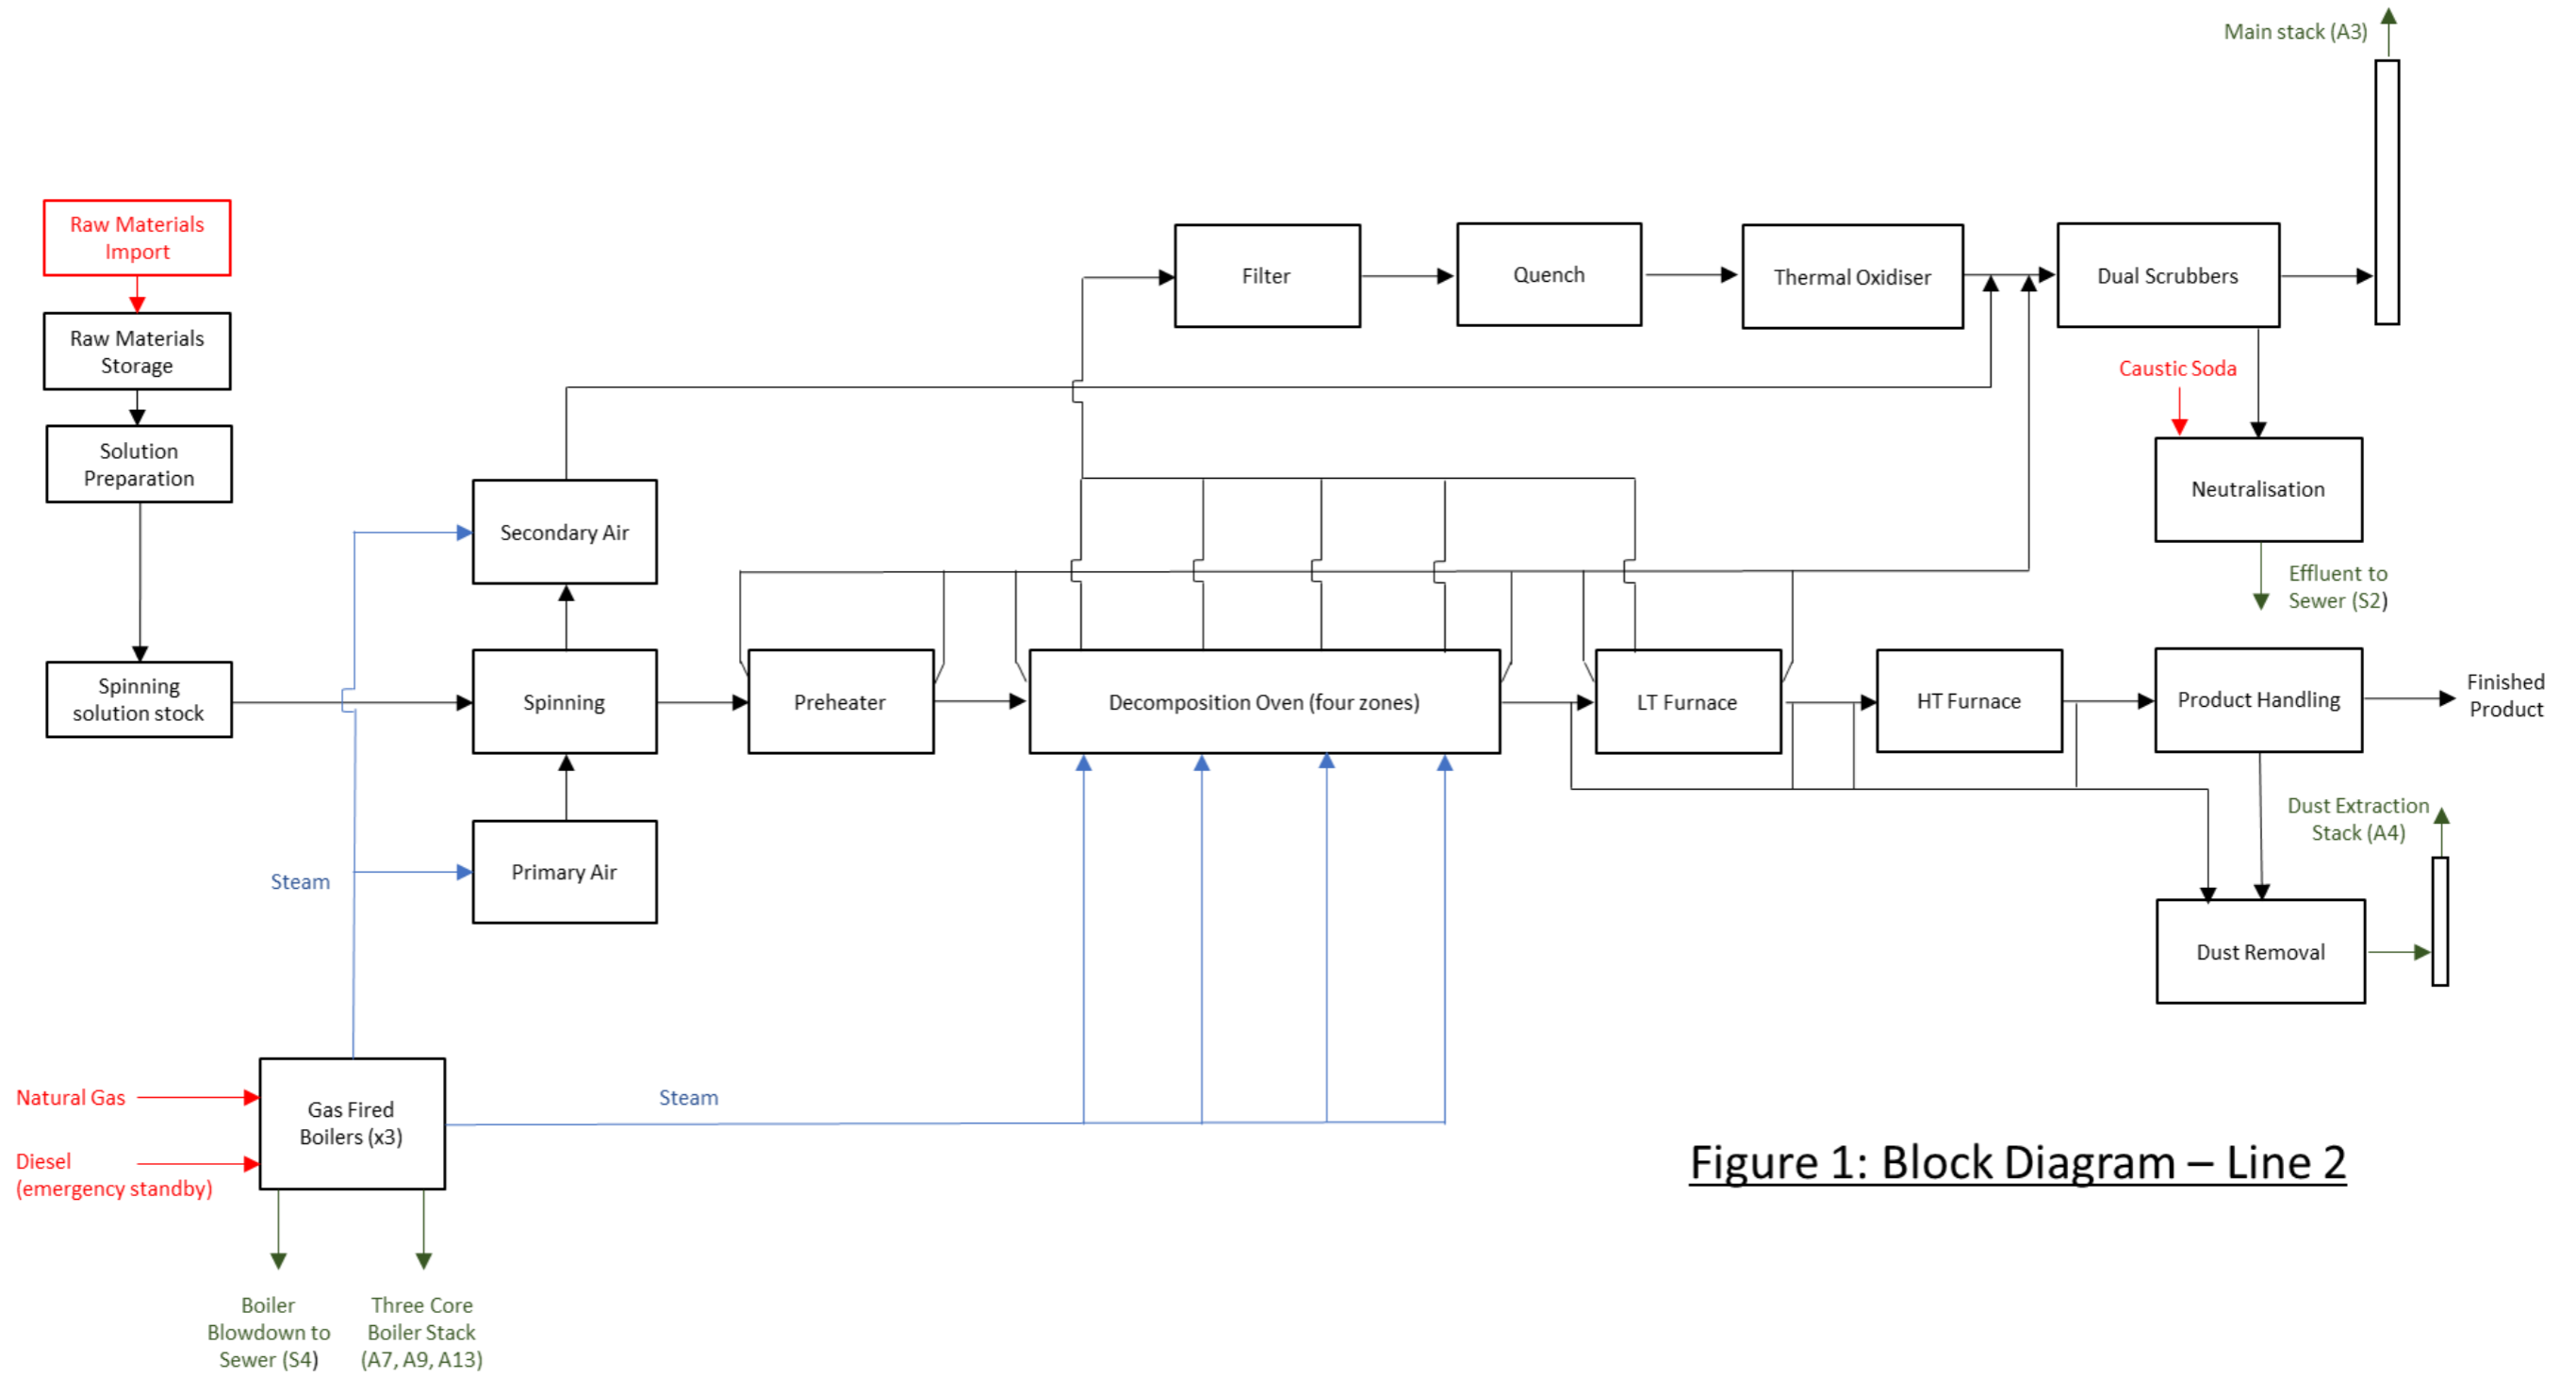 Main stack (A3)
Raw Materials
Import
Raw Materials
Storage
Solution
Preparation
Spinning
solution stock
Filter
Quench
Thermal Oxidiser
Dual Scrubbers
Caustic Soda
Neutralisation
Effluent to
Sewer (S2)
Secondary Air
Spinning
Preheater
Decomposition Oven (four zones)
LT Furnace
HT Furnace
Product Handling
Finished
Product
Primary Air
Steam
Dust Extraction
Stack (A4)
Dust Removal
Natural Gas
Diesel
(emergency standby)
Gas Fired
Boilers (x3)
Steam
Boiler
Blowdown to
Sewer (S4)
Three Core
Boiler Stack
(A7, A9, A13)
Figure 1: Block Diagram – Line 2